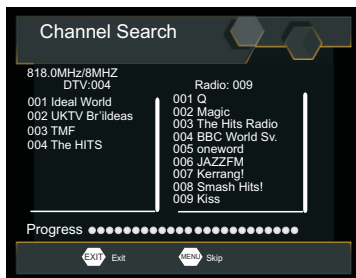 Channel Search
818.0MHz/8MHZ
DTV:004
001 Ideal World
002 UKTV Br'ildeas
003 TMF
004 The HITS
Radio: 009
001 Q
002 Magic
003 The Hits Radio
004 BBC World Sv.
005 oneword
006 JAZZFM
007 Kerrang!
008 Smash Hits!
009 Kiss
Progress
EXIT Exit
MENU Skip